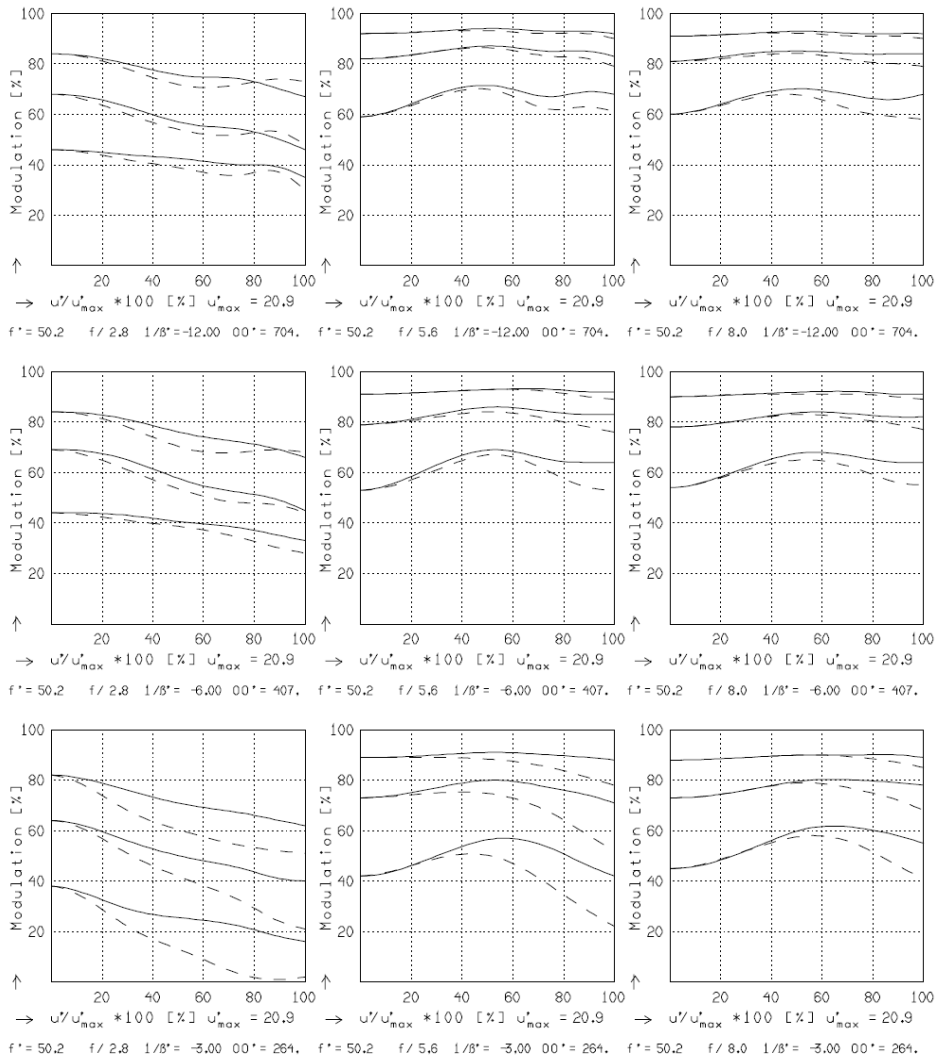 100 100 100
80 80 80
60 60 60
40 40 40
20 20 20
Modulation [%] Modulation [%] Modulation [%]
20 40 60 80 100 20 40 60 80 100 20 40 60 80 100
→ u'/u'max *100 [%] u'max = 20.9 → u'/u'max *100 [%] u'max = 20.9 → u'/u'max *100 [%] u'max = 20.9
f' = 50.2 f/ 2.8 1/ß'=-12.00 OO' = 704. f' = 50.2 f/ 5.6 1/ß'=-12.00 OO' = 704. f' = 50.2 f/ 8.0 1/ß'=-12.00 OO' = 704.
100 100 100
80 80 80
60 60 60
40 40 40
20 20 20
Modulation [%] Modulation [%] Modulation [%]
20 40 60 80 100 20 40 60 80 100 20 40 60 80 100
→ u'/u'max *100 [%] u'max = 20.9 → u'/u'max *100 [%] u'max = 20.9 → u'/u'max *100 [%] u'max = 20.9
f' = 50.2 f/ 2.8 1/ß'= -6.00 OO' = 407. f' = 50.2 f/ 5.6 1/ß'= -6.00 OO' = 407. f' = 50.2 f/ 8.0 1/ß'= -6.00 OO' = 407.
100 100 100
80 80 80
60 60 60
40 40 40
20 20 20
Modulation [%] Modulation [%] Modulation [%]
20 40 60 80 100 20 40 60 80 100 20 40 60 80 100
→ u'/u'max *100 [%] u'max = 20.9 → u'/u'max *100 [%] u'max = 20.9 → u'/u'max *100 [%] u'max = 20.9
f' = 50.2 f/ 2.8 1/ß'= -3.00 OO' = 264. f' = 50.2 f/ 5.6 1/ß'= -3.00 OO' = 264. f' = 50.2 f/ 8.0 1/ß'= -3.00 OO' = 264.